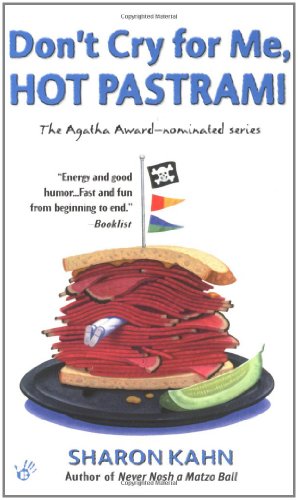 Don't Cry for Me,
HOT PASTRAMI
The Agatha Award–nominated series
"Energy and good
humor...Fast and fun
from beginning to end."
–Booklist
SHARON KAHN
Author of Never Nosh a Matzo Ball